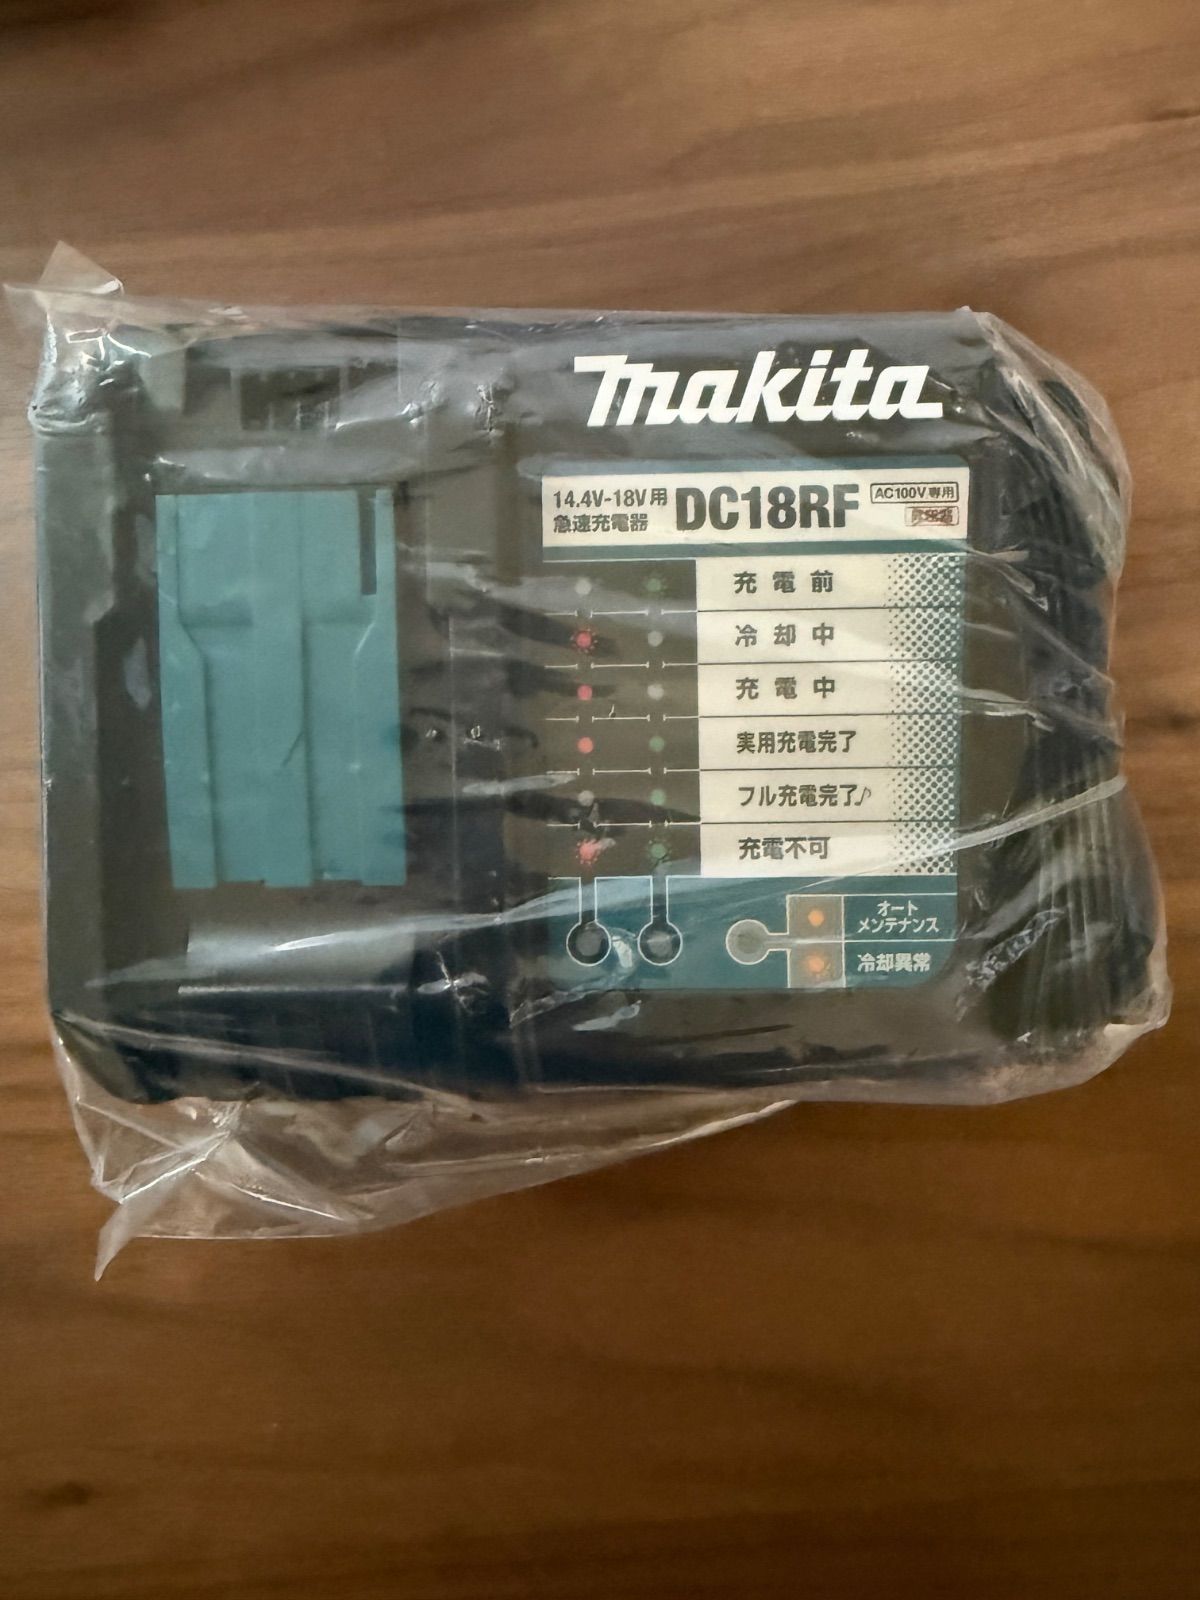 makita
14.4V-18V用
急速充電器
DC18RF
AC100V専用
充電前
冷却中
充電中
実用充電完了
フル充電完了♪
充電不可
オート
メンテナンス
冷却異常